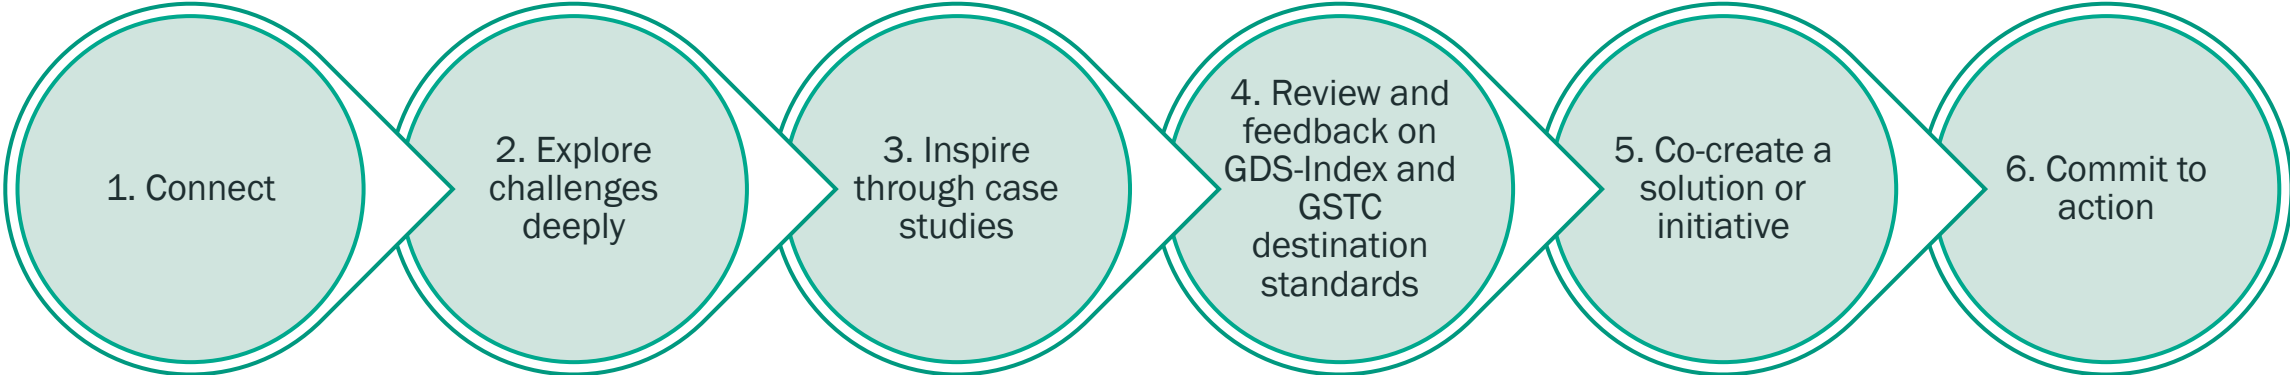 1. Connect
2. Explore
challenges
deeply
3. Inspire
through case
studies
4. Review and
feedback on
GDS-Index and
GSTC
destination
standards
5. Co-create a
solution or
initiative
6. Commit to
action